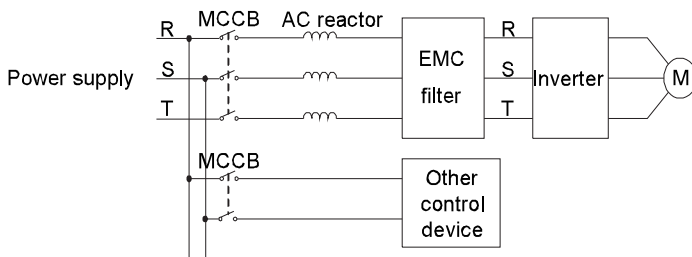 MCCB AC reactor
R R
Power supply S EMC filter S Inverter M
T T
MCCB
Other
control
device